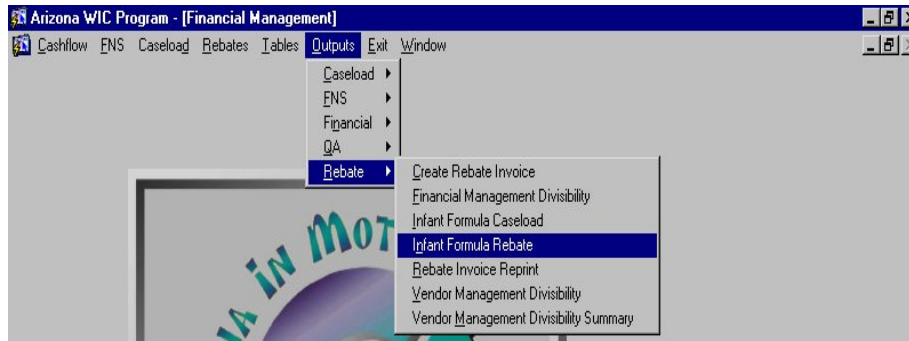 Arizona WIC Program - [Financial Management]
Cashflow FNS Caseload Rebates Tables Outputs Exit Window
Caseload
FNS
Financial
QA
Rebate
Create Rebate Invoice
Financial Management Divisibility
Infant Formula Caseload
Infant Formula Rebate
Rebate Invoice Reprint
Vendor Management Divisibility
Vendor Management Divisibility Summary
IN MOT